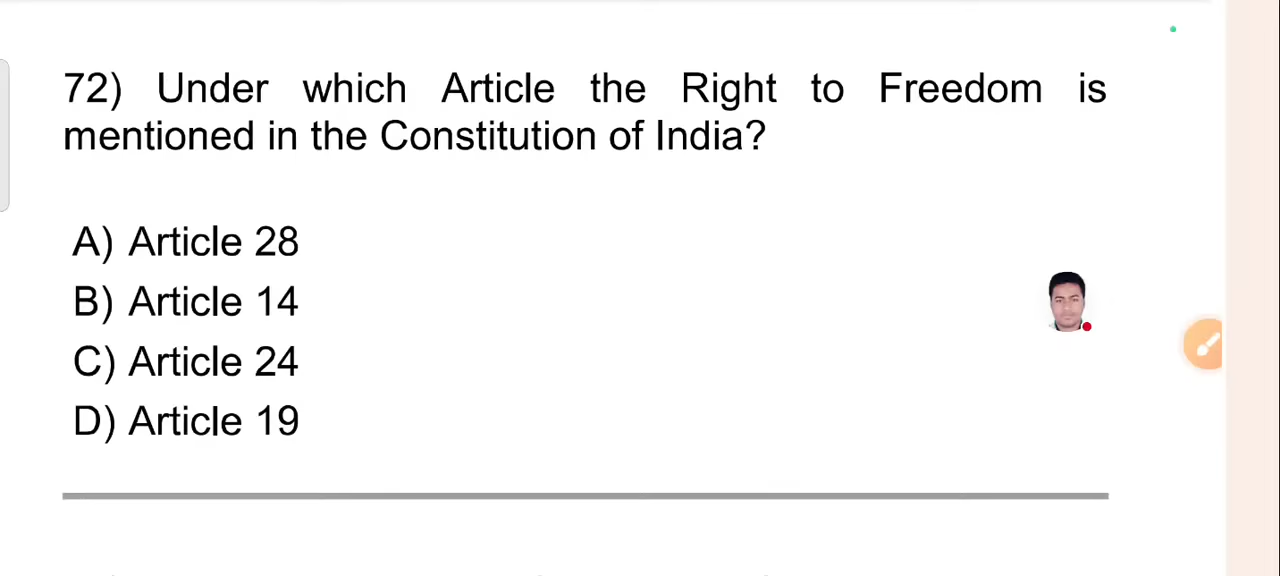 72) Under which Article the Right to Freedom is
mentioned in the Constitution of India?
A) Article 28
B) Article 14
C) Article 24
D) Article 19